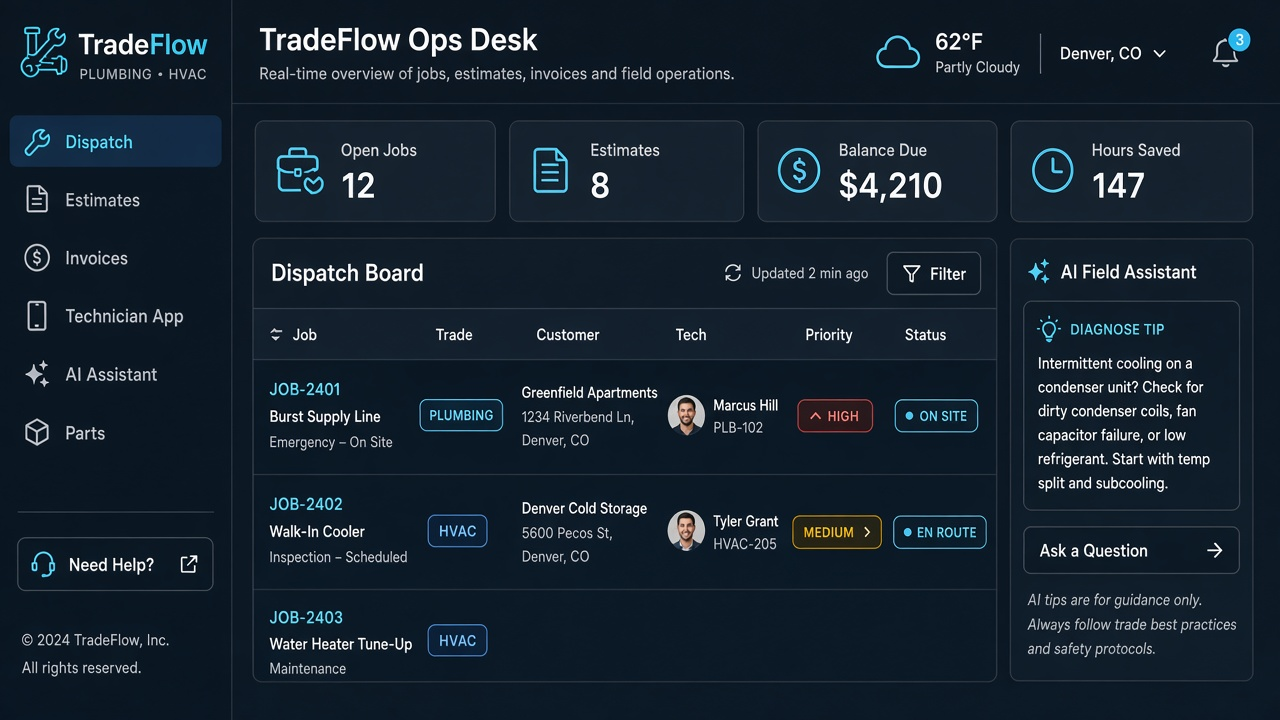 TradeFlow
PLUMBING • HVAC
Dispatch
Estimates
Invoices
Technician App
AI Assistant
Parts
Need Help?
© 2024 TradeFlow, Inc.
All rights reserved.
TradeFlow Ops Desk
Real-time overview of jobs, estimates, invoices and field operations.
62°F
Partly Cloudy
Denver, CO
3
Open Jobs
12
Estimates
8
Balance Due
$4,210
Hours Saved
147
Dispatch Board
Updated 2 min ago
Filter
Job Trade Customer Tech Priority Status
JOB-2401
Burst Supply Line
Emergency – On Site
PLUMBING
Greenfield Apartments
1234 Riverbend Ln,
Denver, CO
Marcus Hill
PLB-102
HIGH
ON SITE
JOB-2402
Walk-In Cooler
Inspection – Scheduled
HVAC
Denver Cold Storage
5600 Pecos St,
Denver, CO
Tyler Grant
HVAC-205
MEDIUM
EN ROUTE
JOB-2403
Water Heater Tune-Up
Maintenance
HVAC
AI Field Assistant
DIAGNOSE TIP
Intermittent cooling on a
condenser unit? Check for
dirty condenser coils, fan
capacitor failure, or low
refrigerant. Start with temp
split and subcooling.
Ask a Question
AI tips are for guidance only.
Always follow trade best practices
and safety protocols.